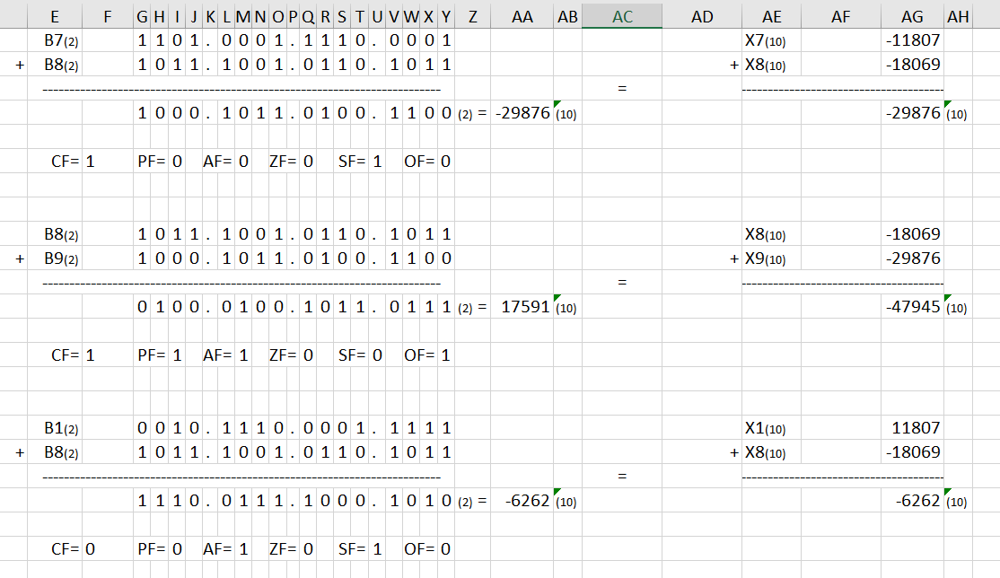 E F G H I J K L M N O P Q R S T U V W X Y Z AA AB AC AD AE AF AG AH
B7(2) 1 1 0 1 . 0 0 0 1 . 1 1 1 0 . 0 0 0 1 X7(10) -11807
+ B8(2) 1 0 1 1 . 1 0 0 1 . 0 1 1 0 . 1 0 1 1 + X8(10) -18069
-------------------------------------------------------------------------- = --------------------------------------
1 0 0 0 . 1 0 1 1 . 0 1 0 0 . 1 1 0 0 (2) = -29876 (10) -29876 (10)
CF= 1 PF= 0 AF= 0 ZF= 0 SF= 1 OF= 0
B8(2) 1 0 1 1 . 1 0 0 1 . 0 1 1 0 . 1 0 1 1 X8(10) -18069
+ B9(2) 1 0 0 0 . 1 0 1 1 . 0 1 0 0 . 1 1 0 0 + X9(10) -29876
-------------------------------------------------------------------------- = --------------------------------------
0 1 0 0 . 0 1 0 0 . 1 0 1 1 . 0 1 1 1 (2) = 17591 (10) -47945 (10)
CF= 1 PF= 1 AF= 1 ZF= 0 SF= 0 OF= 1
B1(2) 0 0 1 0 . 1 1 1 0 . 0 0 0 1 . 1 1 1 1 X1(10) 11807
+ B8(2) 1 0 1 1 . 1 0 0 1 . 0 1 1 0 . 1 0 1 1 + X8(10) -18069
-------------------------------------------------------------------------- = --------------------------------------
1 1 1 0 . 0 1 1 1 . 1 0 0 0 . 1 0 1 0 (2) = -6262 (10) -6262 (10)
CF= 0 PF= 0 AF= 1 ZF= 0 SF= 1 OF= 0